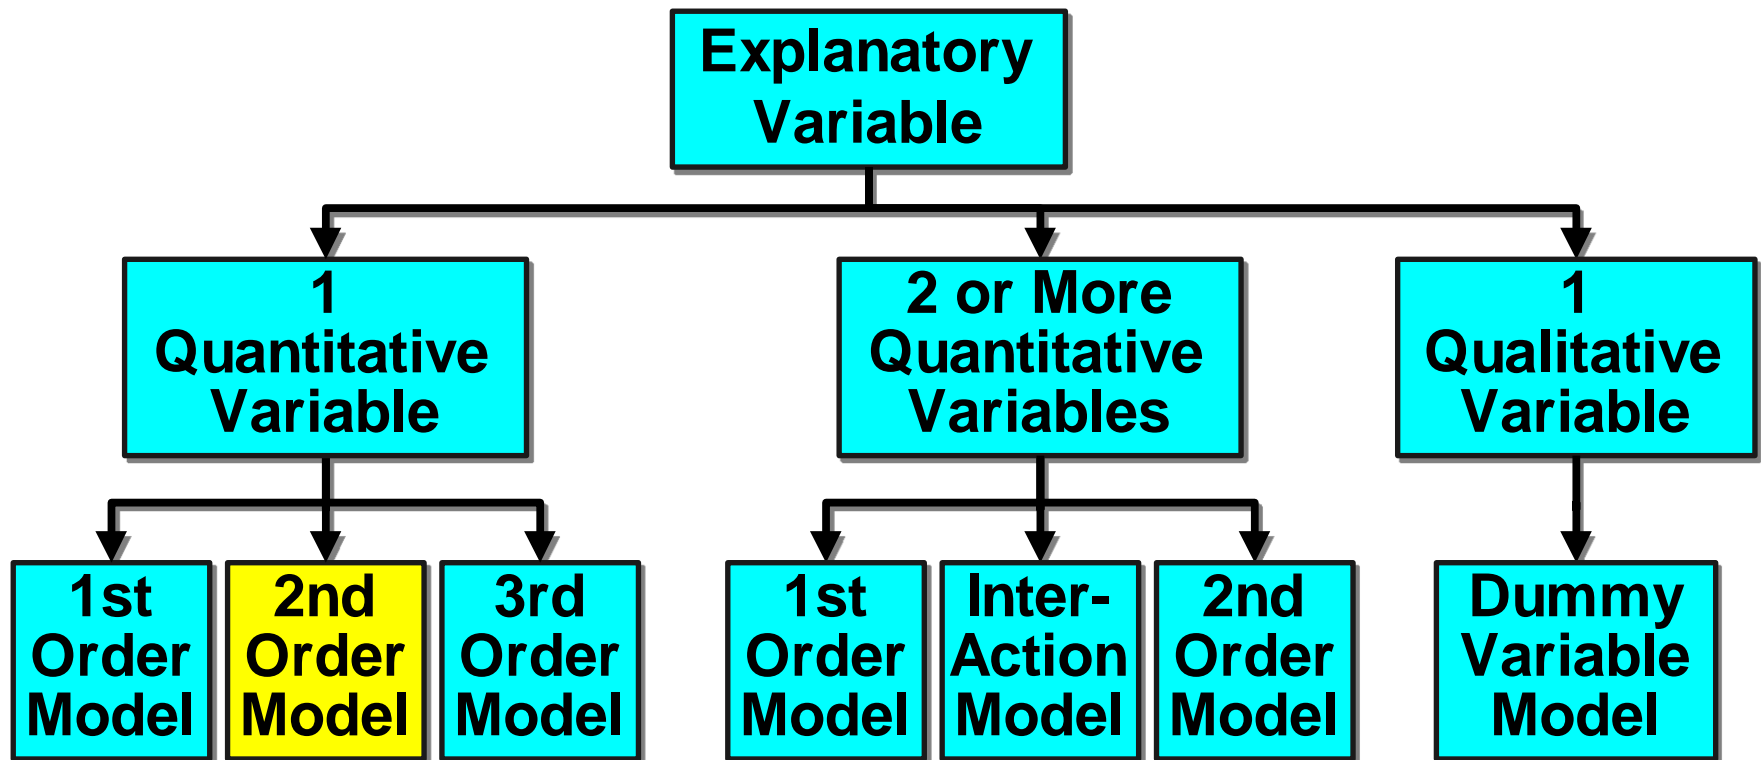 Explanatory
Variable
1
Quantitative
Variable
2 or More
Quantitative
Variables
1
Qualitative
Variable
1st
Order
Model
2nd
Order
Model
3rd
Order
Model
1st
Order
Model
Inter-
Action
Model
2nd
Order
Model
Dummy
Variable
Model